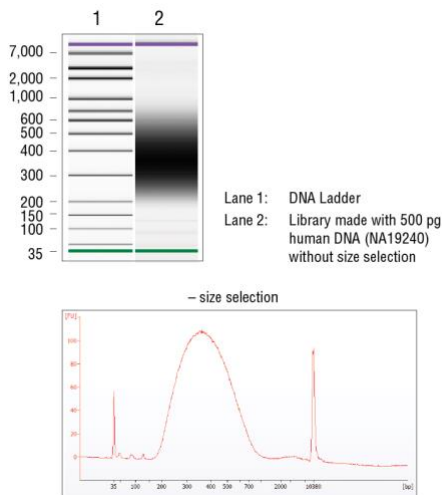 1 2
7,000
2,000
1,000
600
500
400
300
200
150
100
35
Lane 1: DNA Ladder
Lane 2: Library made with 500 pg
human DNA (NA19240)
without size selection
– size selection
[FU]
100
80
60
40
20
0
35 100 200 300 400 500 700 2000 10380 [bp]